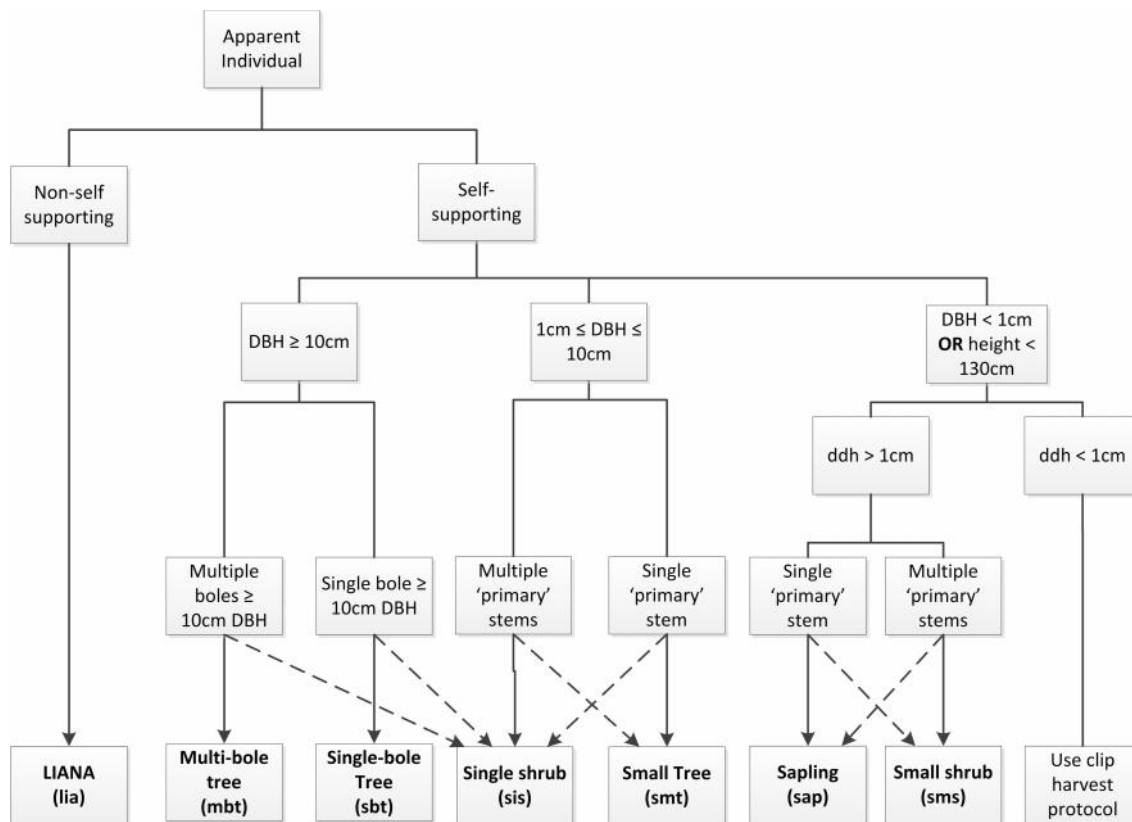 Apparent
Individual
Non-self
supporting
Self-
supporting
DBH ≥ 10cm
1cm ≤ DBH ≤
10cm
DBH < 1cm
OR height <
130cm
ddh > 1cm
ddh < 1cm
Multiple
boles ≥
10cm DBH
Single bole ≥
10cm DBH
Multiple
‘primary’
stems
Single
‘primary’
stem
Single
‘primary’
stem
Multiple
‘primary’
stems
LIANA
(lia)
Multi-bole
tree
(mbt)
Single-bole
Tree
(sbt)
Single shrub
(sis)
Small Tree
(smt)
Sapling
(sap)
Small shrub
(sms)
Use clip
harvest
protocol